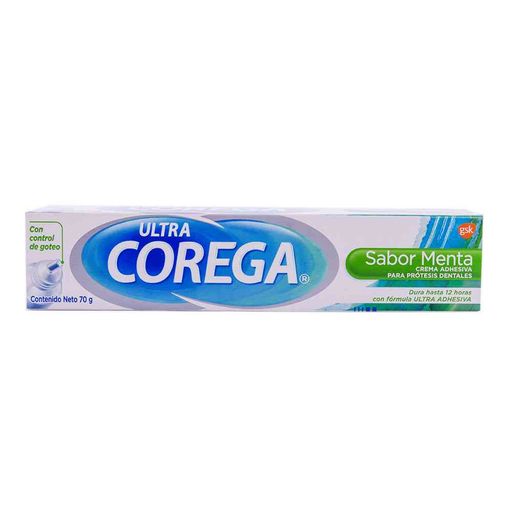 Con
control
de goteo
Contenido Neto 70 g
ULTRA
COREGA®
gsk
Sabor Menta
CREMA ADHESIVA
PARA PRÓTESIS DENTALES
Dura hasta 12 horas
con fórmula ULTRA ADHESIVA